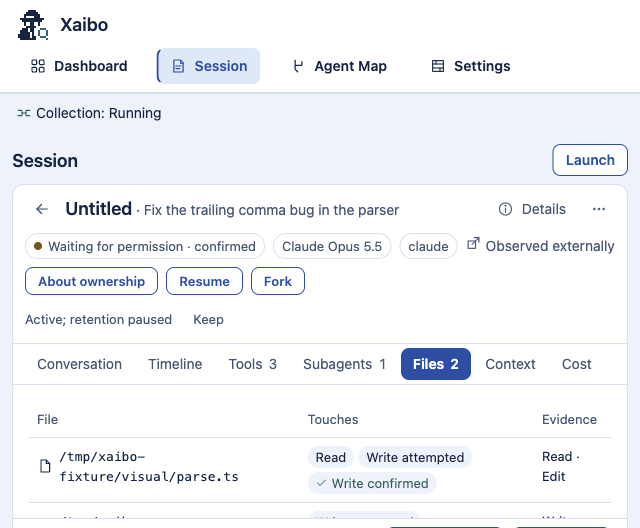 Xaibo
Dashboard Session Agent Map Settings
Collection: Running
Session Launch
Untitled · Fix the trailing comma bug in the parser Details
Waiting for permission · confirmed Claude Opus 5.5 claude Observed externally
About ownership Resume Fork
Active; retention paused Keep
Conversation Timeline Tools 3 Subagents 1 Files 2 Context Cost
File Touches Evidence
/tmp/xaibo- Read Write attempted Read ·
fixture/visual/parse.ts Write confirmed Edit